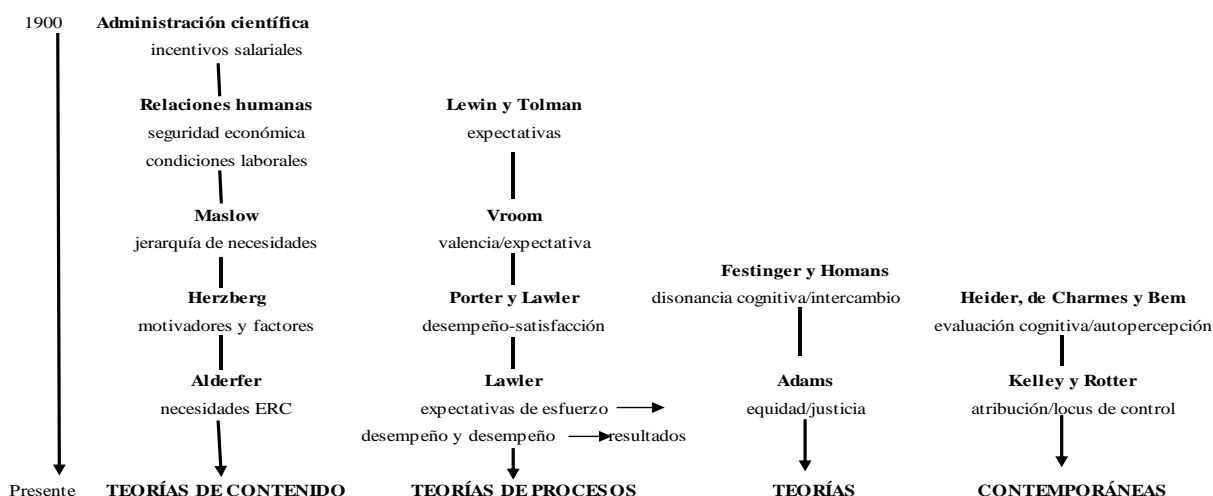 1900 Administración científica
incentivos salariales
Relaciones humanas Lewin y Tolman
seguridad económica expectativas
condiciones laborales
Maslow Vroom
jerarquía de necesidades valencia/expectativa
Festinger y Homans
Herzberg Porter y Lawler disonancia cognitiva/intercambio Heider, de Charmes y Bem
motivadores y factores desempeño-satisfacción evaluación cognitiva/autopercepción
Alderfer Lawler Adams Kelley y Rotter
necesidades ERC expectativas de esfuerzo equidad/justicia atribución/locus de control
desempeño y desempeño resultados
Presente TEORÍAS DE CONTENIDO TEORÍAS DE PROCESOS TEORÍAS CONTEMPORÁNEAS